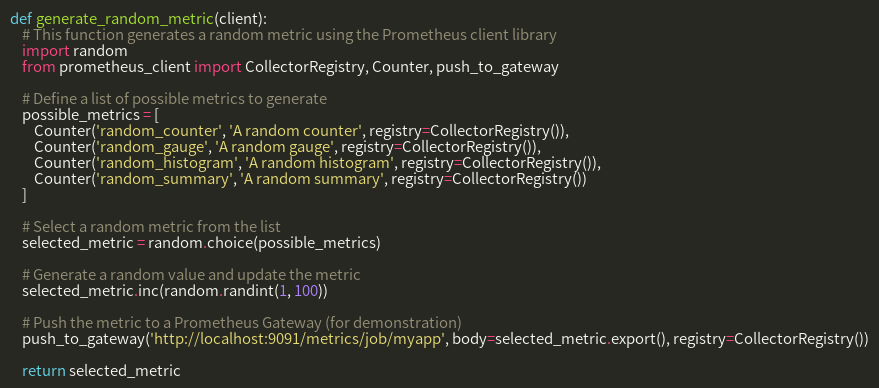 def generate_random_metric(client):
    # This function generates a random metric using the Prometheus client library
    import random
    from prometheus_client import CollectorRegistry, Counter, push_to_gateway

    # Define a list of possible metrics to generate
    possible_metrics = [
        Counter('random_counter', 'A random counter', registry=CollectorRegistry()),
        Counter('random_gauge', 'A random gauge', registry=CollectorRegistry()),
        Counter('random_histogram', 'A random histogram', registry=CollectorRegistry()),
        Counter('random_summary', 'A random summary', registry=CollectorRegistry())
    ]

    # Select a random metric from the list
    selected_metric = random.choice(possible_metrics)

    # Generate a random value and update the metric
    selected_metric.inc(random.randint(1, 100))

    # Push the metric to a Prometheus Gateway (for demonstration)
    push_to_gateway('http://localhost:9091/metrics/job/myapp', body=selected_metric.export(), registry=CollectorRegistry())

    return selected_metric